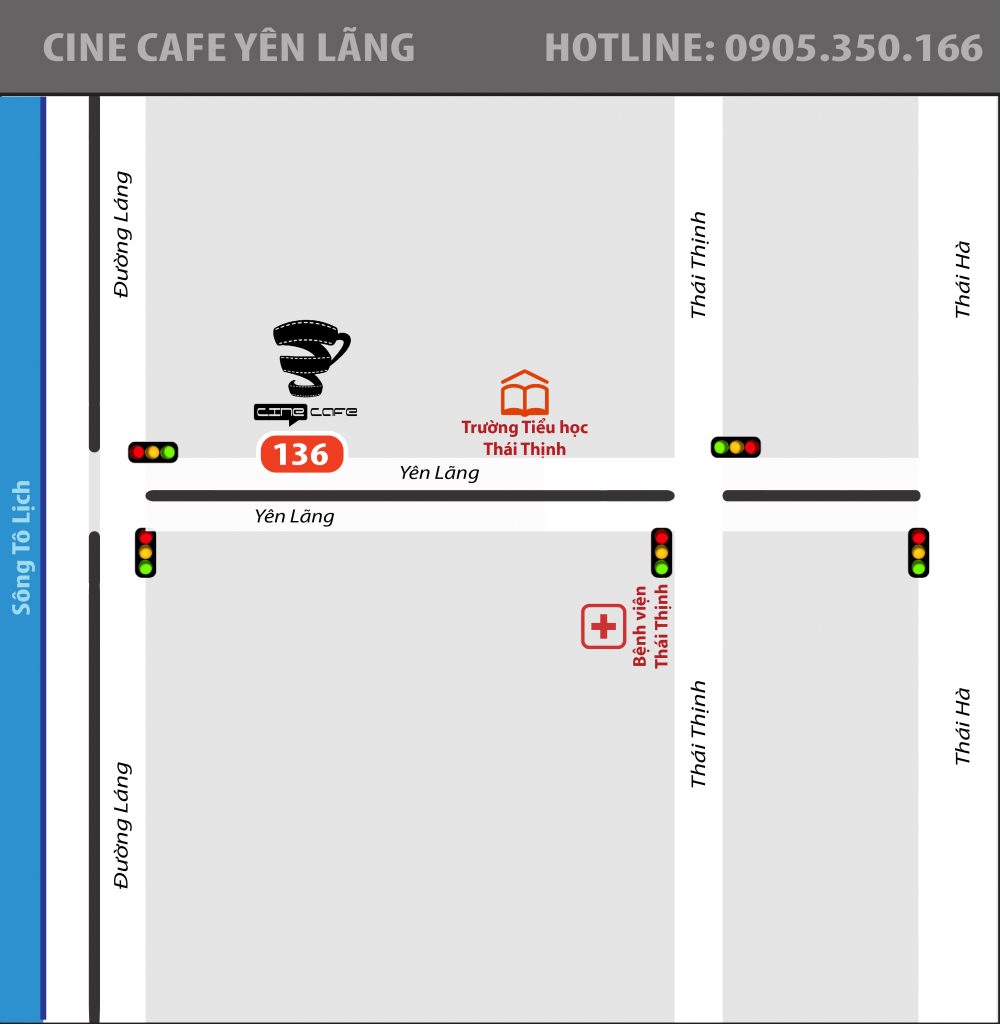 CINE CAFE YÊN LÃNG
HOTLINE: 0905.350.166
Đường Láng
Thái Thịnh
Thái Hà
CINE CAFE
136
Trường Tiểu học
Thái Thịnh
Yên Lãng
Yên Lãng
Sông Tô Lịch
Bệnh viện
Thái Thịnh
Đường Láng
Thái Thịnh
Thái Hà